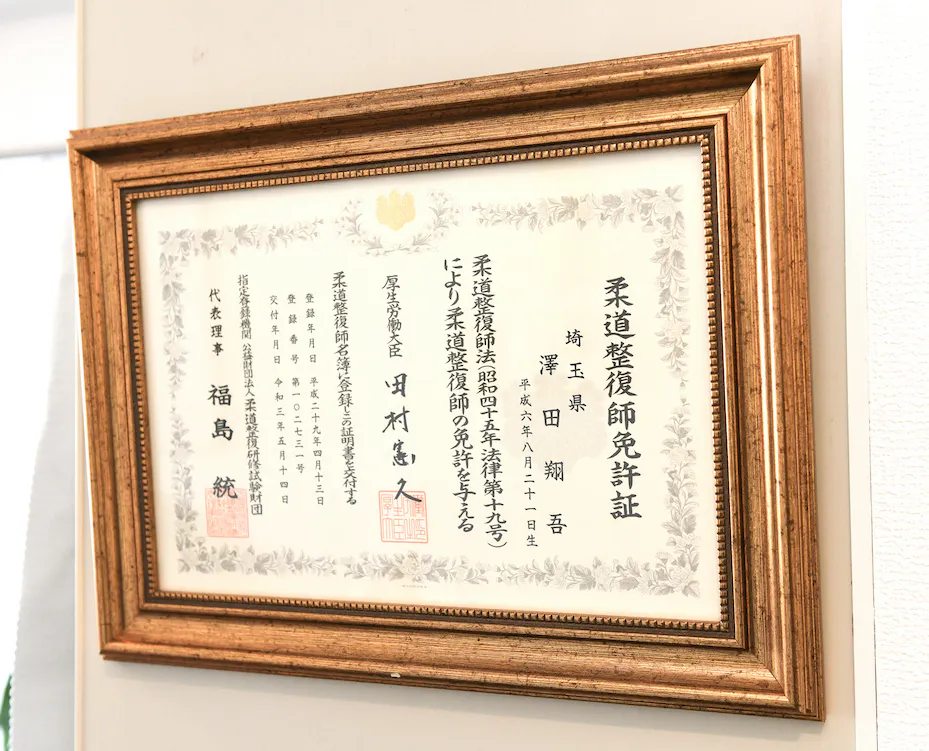 柔道整復師免許証
埼玉県
澤田翔吾
平成六年八月二十一日生
柔道整復師法(昭和四十五年法律第十九号)
により柔道整復師の免許を与える
厚生労働大臣 田村憲久
柔道整復師名簿に登録しこの証明書を交付する
登録年月日 平成二十九年四月十三日
登録番号 第一〇二七三一号
交付年月日 令和三年五月十四日
指定登録機関 公益財団法人柔道整復研修試験財団
代表理事 福島統